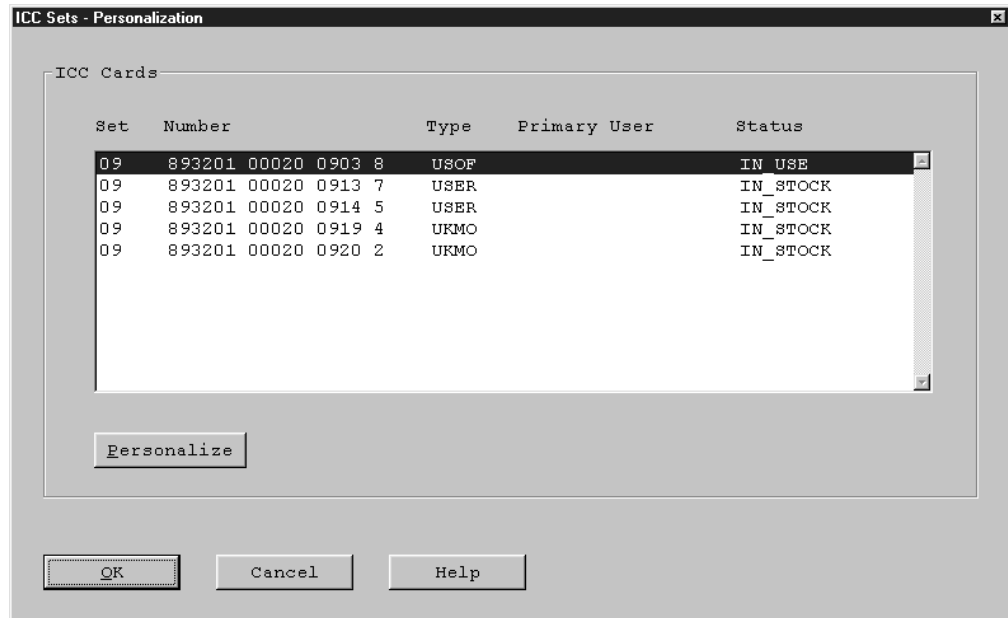 ICC Sets - Personalization
ICC Cards
Set Number Type Primary User Status
09 893201 00020 0903 8 USOF IN_USE
09 893201 00020 0913 7 USER IN_STOCK
09 893201 00020 0914 5 USER IN_STOCK
09 893201 00020 0919 4 UKMO IN_STOCK
09 893201 00020 0920 2 UKMO IN_STOCK
Personalize
OK Cancel Help